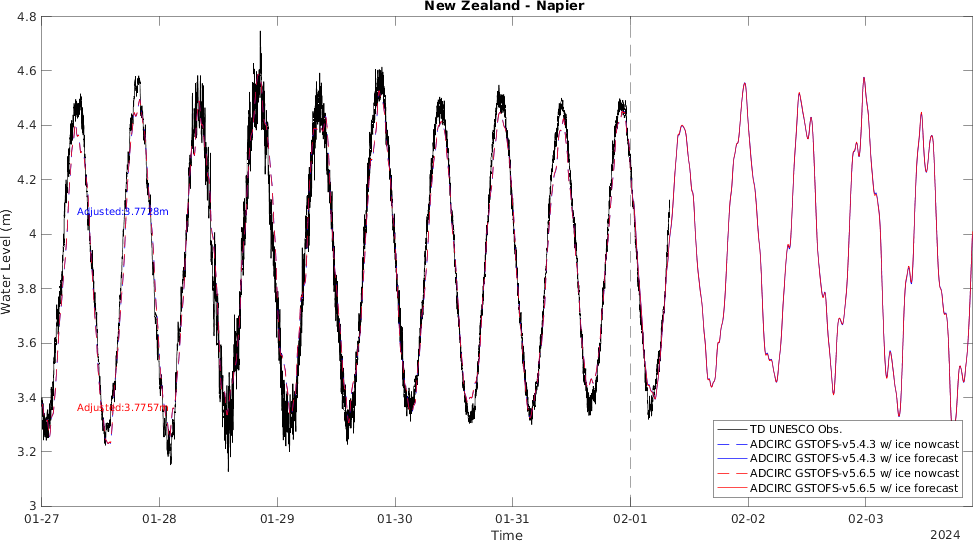 New Zealand - Napier
4.8
4.6
4.4
4.2
4
3.8
3.6
3.4
3.2
3
Water Level (m)
Adjusted:3.7728m
Adjusted:3.7757m
TD UNESCO Obs.
ADCIRC GSTOFS-v5.4.3 w/ ice nowcast
ADCIRC GSTOFS-v5.4.3 w/ ice forecast
ADCIRC GSTOFS-v5.6.5 w/ ice nowcast
ADCIRC GSTOFS-v5.6.5 w/ ice forecast
01-27 01-28 01-29 01-30 01-31 02-01 02-02 02-03
Time
2024